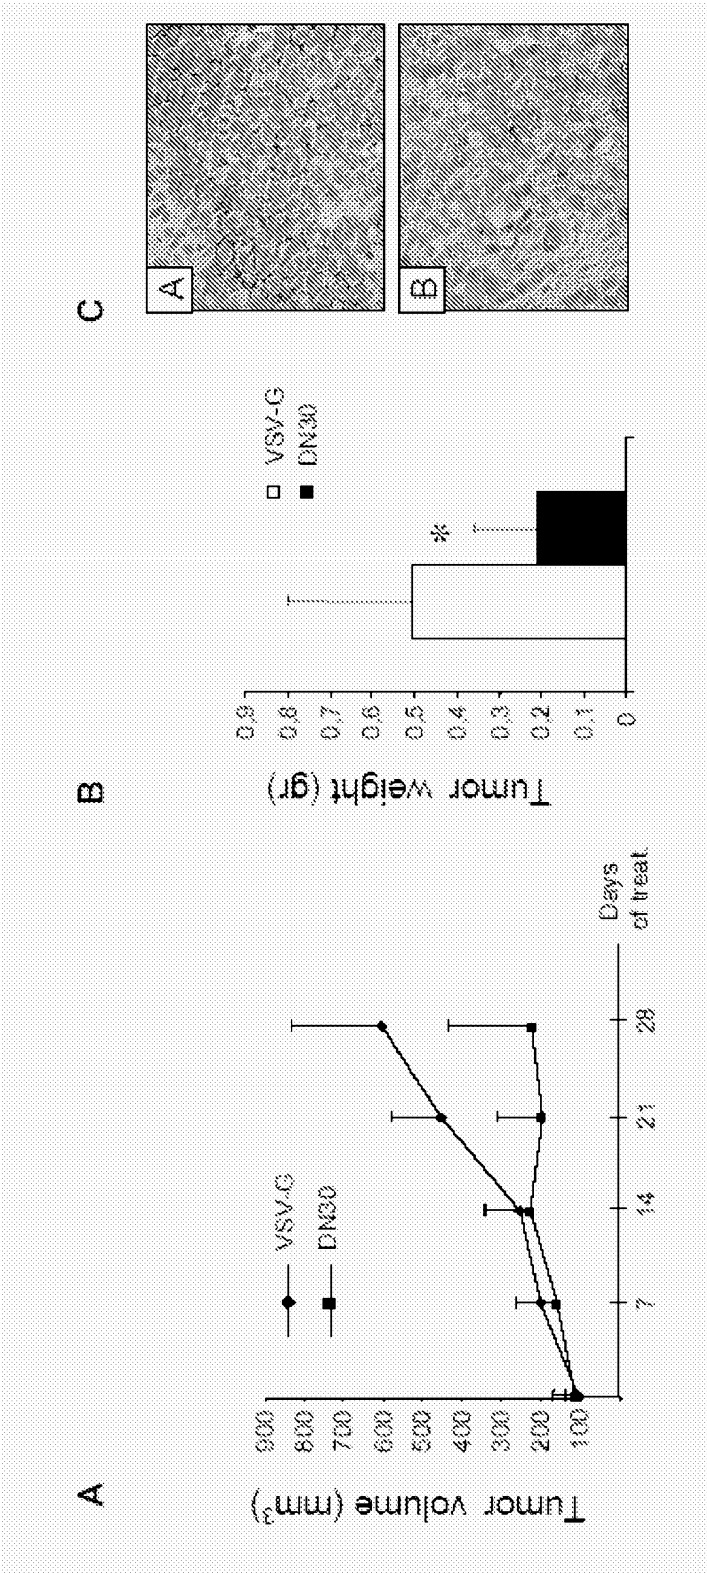 A
Tumor volume (mm³)
900
800
700
600
500
400
300
200
100
VSV-G
DN30
7
14
21
28
Days
of treat.
B
Tumor weight (gr)
0,9
0,8
0,7
0,6
0,5
0,4
0,3
0,2
0,1
0
VSV-G
DN30
*
C
A
B